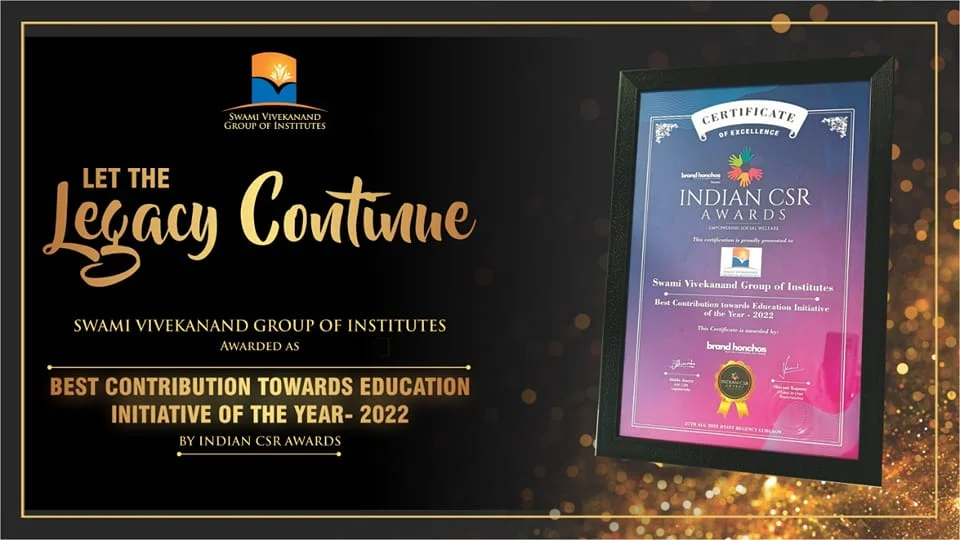 SWAMI VIVEKANAND
GROUP OF INSTITUTES
LET THE
Legacy Continue
SWAMI VIVEKANAND GROUP OF INSTITUTES
AWARDED AS
BEST CONTRIBUTION TOWARDS EDUCATION
INITIATIVE OF THE YEAR- 2022
BY INDIAN CSR AWARDS
CERTIFICATE
OF EXCELLENCE
brand honchos
INDIAN CSR
AWARDS
EMPOWERING SOCIAL WELFARE
This certification is proudly presented to
Swami Vivekanand Group of Institutes
Best Contribution towards Education Initiative
of the Year - 2022
This Certificate is awarded by:
brand honchos
INDIAN CSR